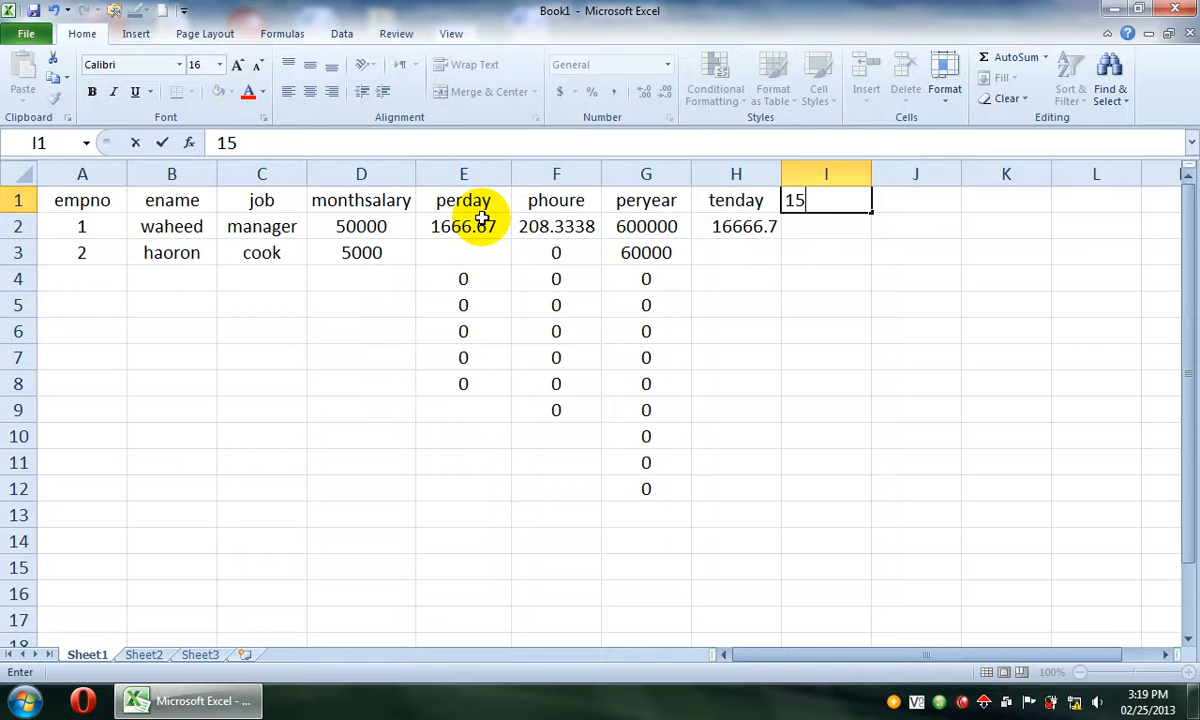 Book1 - Microsoft Excel
File Home Insert Page Layout Formulas Data Review View
Paste
Calibri 16
B I U
Wrap Text
Merge & Center
General
$ % ,
Conditional Formatting
Format as Table
Cell Styles
Insert Delete Format
AutoSum
Fill
Clear
Sort & Filter
Find & Select
Clipboard Font Alignment Number Styles Cells Editing
I1 fx 15
A B C D E F G H I J K L
1 empno ename job monthsalary perday phoure peryear tenday 15
2 1 waheed manager 50000 1666.67 208.3338 600000 16666.7
3 2 haoron cook 5000 0 60000
4 0 0 0
5 0 0 0
6 0 0 0
7 0 0 0
8 0 0 0
9 0 0
10 0
11 0
12 0
13
14
15
16
17
18
Sheet1 Sheet2 Sheet3
Enter 100%
Microsoft Excel - ...
3:19 PM
02/25/2013